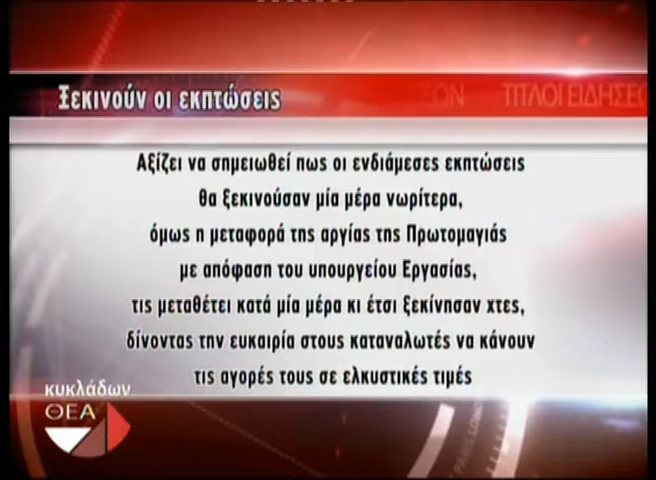 Ξεκινούν οι εκπτώσεις
ΤΙΤΛΟΙ ΕΙΔΗΣΕ
Αξίζει να σημειωθεί πως οι ενδιάμεσες εκπτώσεις
θα ξεκινούσαν μία μέρα νωρίτερα,
όμως η μεταφορά της αργίας της Πρωτομαγιάς
με απόφαση του υπουργείου Εργασίας,
τις μεταθέτει κατά μία μέρα κι έτσι ξεκίνησαν χτες,
δίνοντας την ευκαιρία στους καταναλωτές να κάνουν
τις αγορές τους σε ελκυστικές τιμές
κυκλάδων
ΘΕΑ